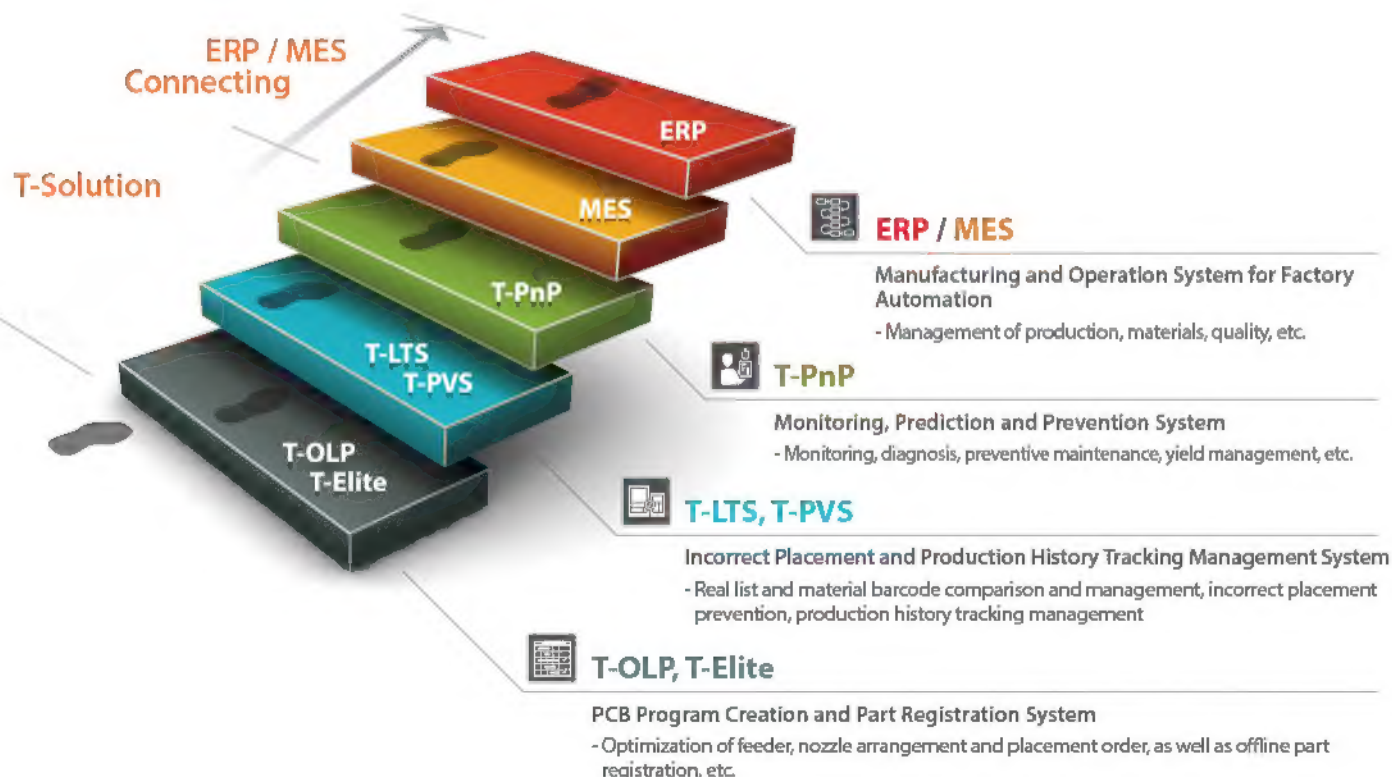 ERP / MES
Connecting
T-Solution
ERP
MES
T-PnP
T-LTS
T-PVS
T-OLP
T-Elite
ERP / MES
Manufacturing and Operation System for Factory
Automation
- Management of production, materials, quality, etc.
T-PnP
Monitoring, Prediction and Prevention System
- Monitoring, diagnosis, preventive maintenance, yield management, etc.
T-LTS, T-PVS
Incorrect Placement and Production History Tracking Management System
- Real list and material barcode comparison and management, incorrect placement
prevention, production history tracking management
T-OLP, T-Elite
PCB Program Creation and Part Registration System
- Optimization of feeder, nozzle arrangement and placement order, as well as offline part
registration, etc.